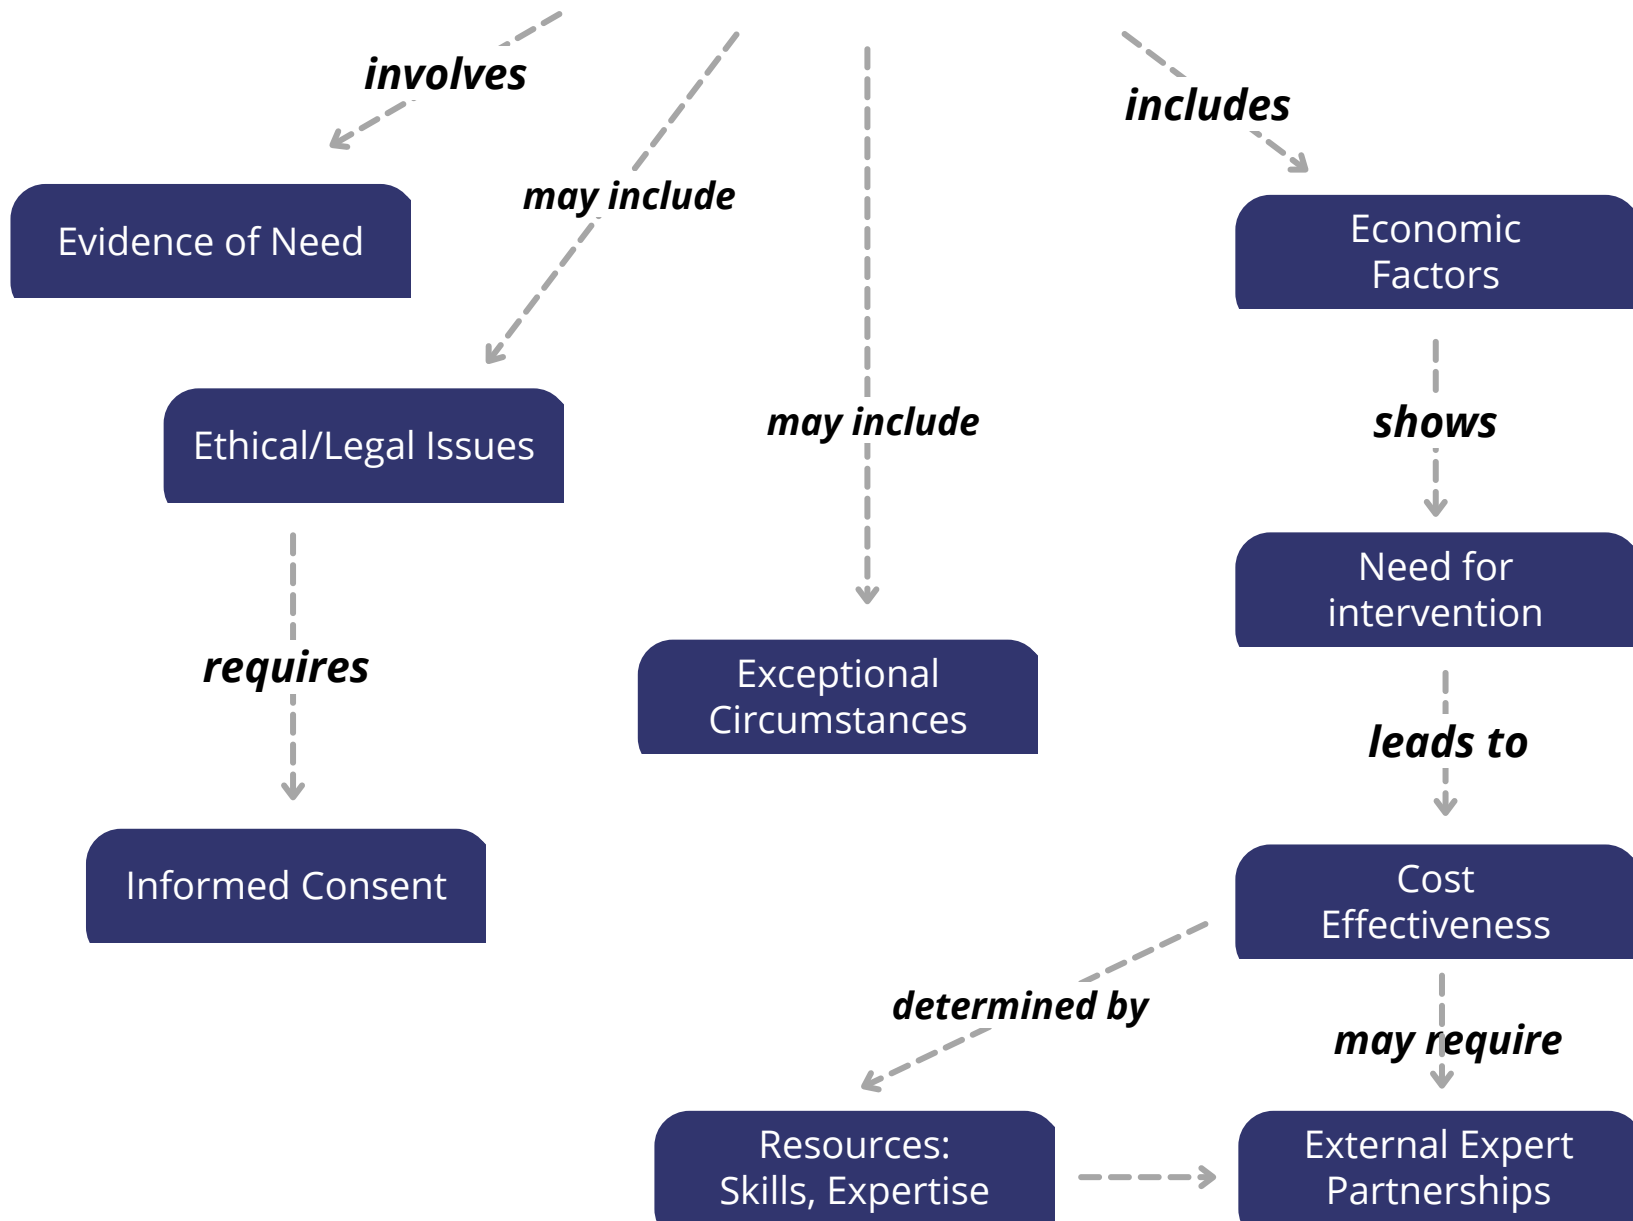 involves
includes
may include
Evidence of Need
Economic
Factors
may include
shows
Ethical/Legal Issues
Need for
intervention
requires
Exceptional
Circumstances
leads to
Informed Consent
Cost
Effectiveness
determined by
may require
Resources:
Skills, Expertise
External Expert
Partnerships